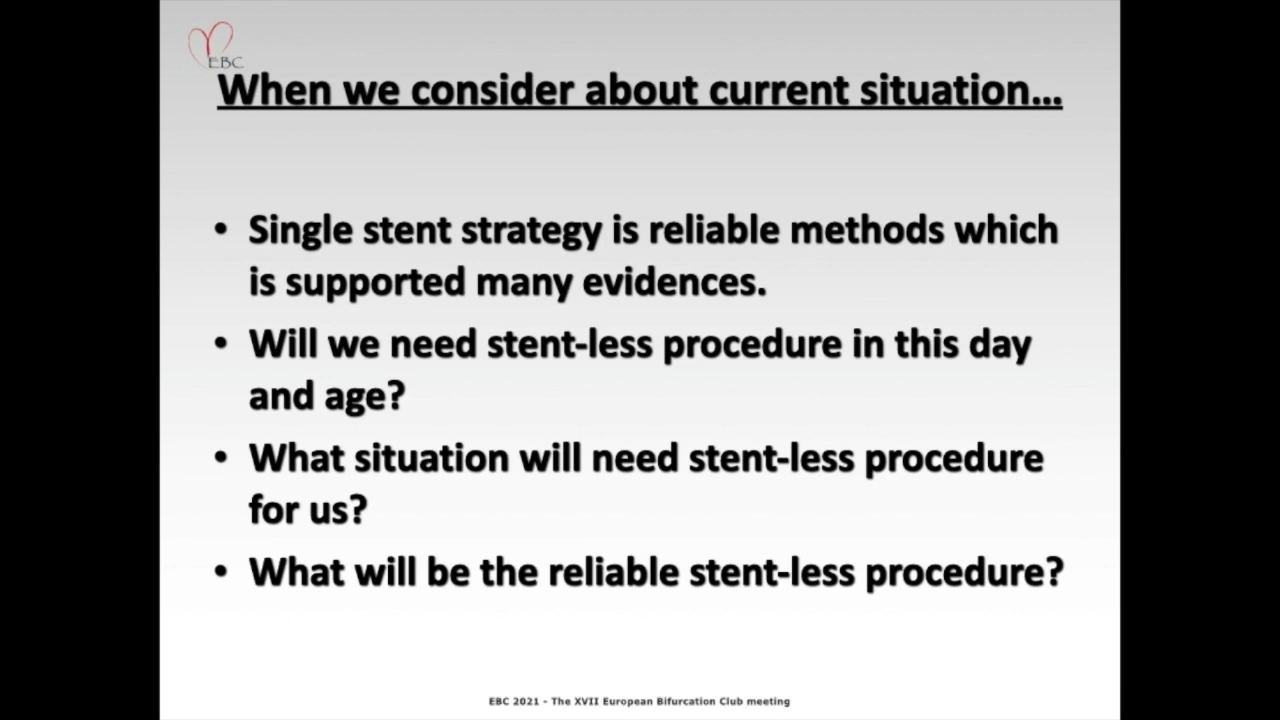 EBC
When we consider about current situation...
• Single stent strategy is reliable methods which
is supported many evidences.
• Will we need stent-less procedure in this day
and age?
• What situation will need stent-less procedure
for us?
• What will be the reliable stent-less procedure?
EBC 2021 - The XVII European Bifurcation Club meeting